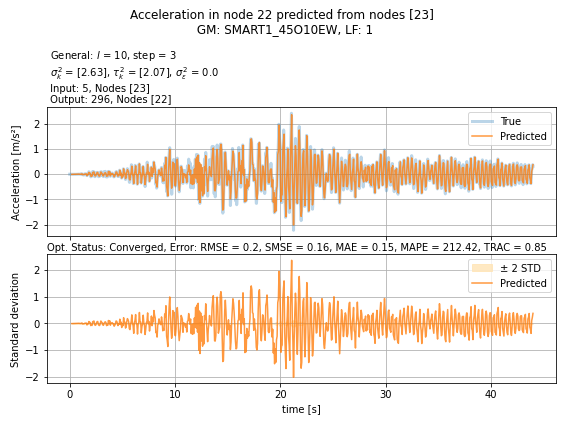 Acceleration in node 22 predicted from nodes [23]
GM: SMART1_45O10EW, LF: 1
General: l = 10, step = 3
σ²ₖ = [2.63], τ²ₖ = [2.07], σ²ε = 0.0
Input: 5, Nodes [23]
Output: 296, Nodes [22]
Acceleration [m/s²]
2
1
0
−1
−2
True
Predicted
Opt. Status: Converged, Error: RMSE = 0.2, SMSE = 0.16, MAE = 0.15, MAPE = 212.42, TRAC = 0.85
Standard deviation
2
1
0
−1
−2
± 2 STD
Predicted
0 10 20 30 40
time [s]